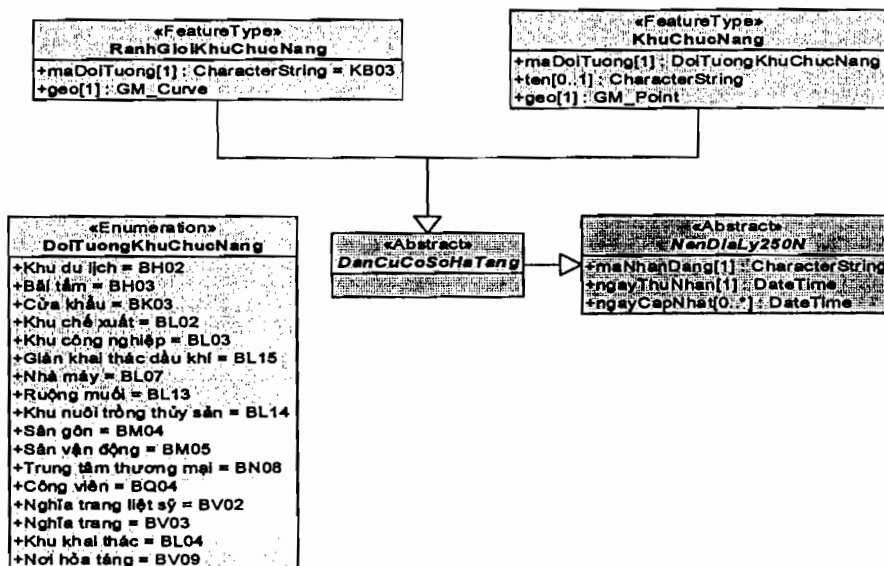 «FeatureType»
RanhGioiKhuChucNang
+maDoiTuong[1] : CharacterString = KB03
+geo[1] : GM_Curve
«FeatureType»
KhuChucNang
+maDoiTuong[1] : DoiTuongKhuChucNang
+ten[0..1] : CharacterString
+geo[1] : GM_Point
«Enumeration»
DoiTuongKhuChucNang
+Khu du lịch = BH02
+Bãi tắm = BH03
+Cửa khẩu = BK03
+Khu chế xuất = BL02
+Khu công nghiệp = BL03
+Giàn khai thác dầu khí = BL15
+Nhà máy = BL07
+Ruộng muối = BL13
+Khu nuôi trồng thủy sản = BL14
+Sân gôn = BM04
+Sân vận động = BM05
+Trung tâm thương mại = BN08
+Công viên = BQ04
+Nghĩa trang liệt sỹ = BV02
+Nghĩa trang = BV03
+Khu khai thác = BL04
+Nơi hỏa táng = BV09
«Abstract»
DanCuCoSoHaTang
«Abstract»
NenDiaLy250N
+maNhanDang[1] : CharacterString
+ngayThuNhan[1] : DateTime
+ngayCapNhat[0..*] : DateTime